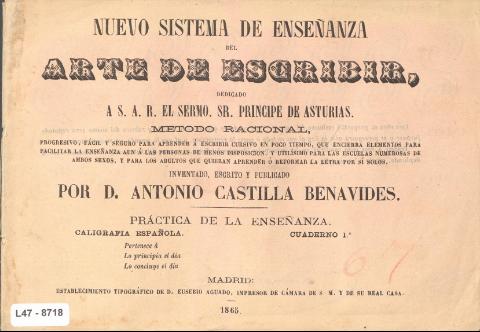 NUEVO SISTEMA DE ENSEÑANZA
DEL
ARTE DE ESCRIBIR,
DEDICADO
A S. A. R. EL SERMO. SR. PRINCIPE DE ASTURIAS.
METODO RACIONAL,
PROGRESIVO, FÁCIL Y SEGURO PARA APRENDER Á ESCRIBIR CURSIVO EN POCO TIEMPO, QUE ENCIERRA ELEMENTOS PARA
FACILITAR LA ENSEÑANZA AUN Á LAS PERSONAS DE MENOS DISPOSICION, Y UTILÍSIMO PARA LAS ESCUELAS NUMEROSAS DE
AMBOS SEXOS, Y PARA LOS ADULTOS QUE QUIERAN APRENDER Ó REFORMAR LA LETRA POR SÍ SOLOS.
INVENTADO, ESCRITO Y PUBLICADO
POR D. ANTONIO CASTILLA BENAVIDES.
PRÁCTICA DE LA ENSEÑANZA.
CALIGRAFIA ESPAÑOLA. CUADERNO 1.º
Pertenece á
Lo principia el dia
Lo concluye el dia
67
MADRID:
ESTABLECIMIENTO TIPOGRÁFICO DE D. EUSEBIO AGUADO, IMPRESOR DE CÁMARA DE S. M. Y DE SU REAL CASA.
1865.
L47 - 8718